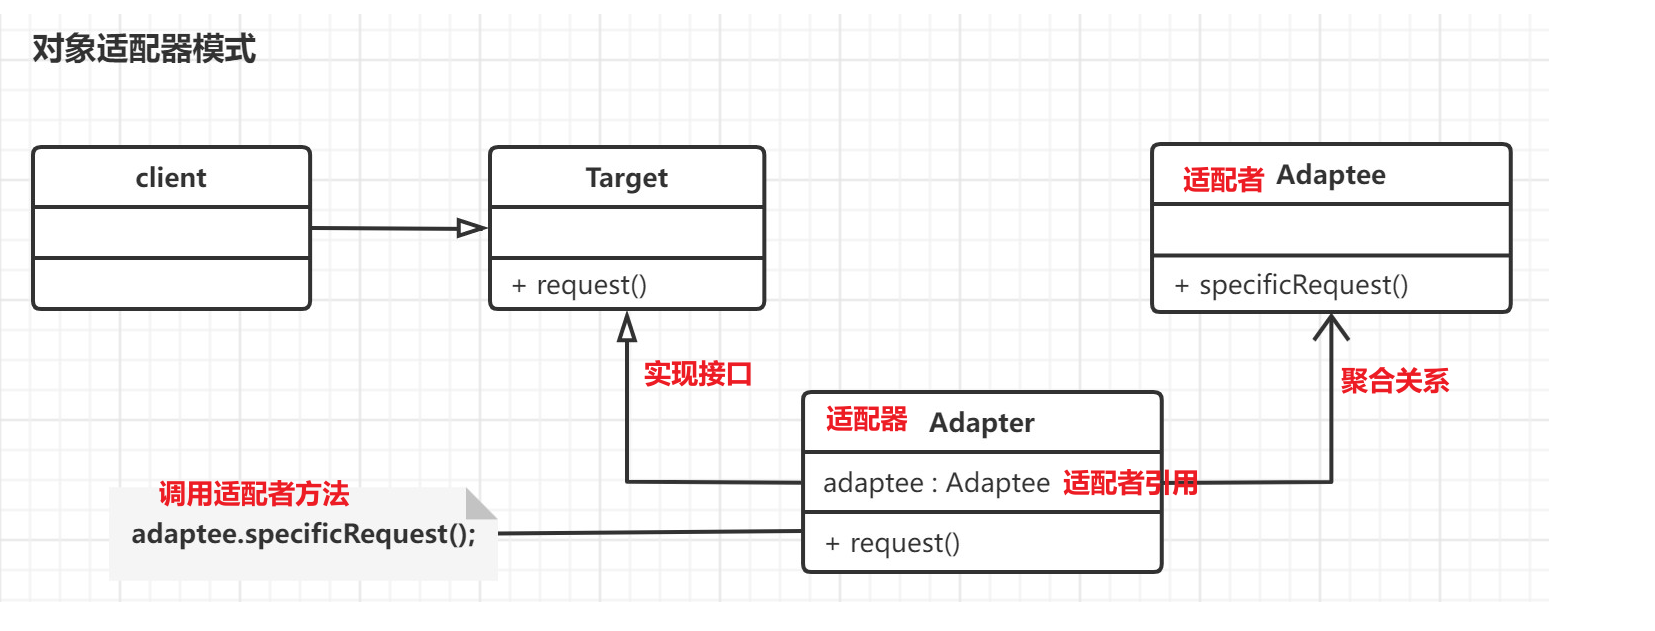 对象适配器模式
client
Target
+ request()
适配者 Adaptee
+ specificRequest()
实现接口
聚合关系
适配器 Adapter
adaptee : Adaptee 适配者引用
+ request()
调用适配者方法
adaptee.specificRequest();